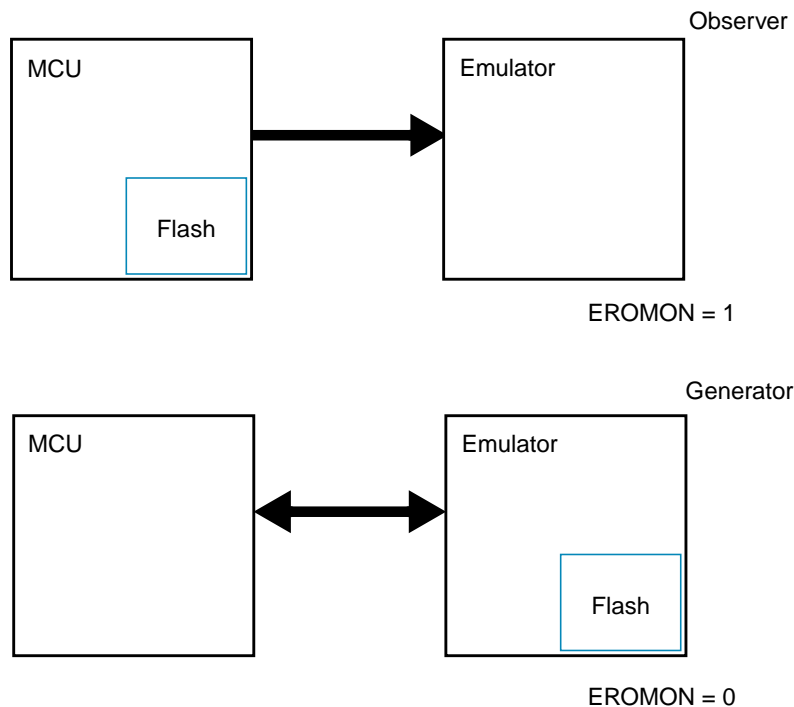 Observer
MCU
Emulator
Flash
EROMON = 1
Generator
MCU
Emulator
Flash
EROMON = 0